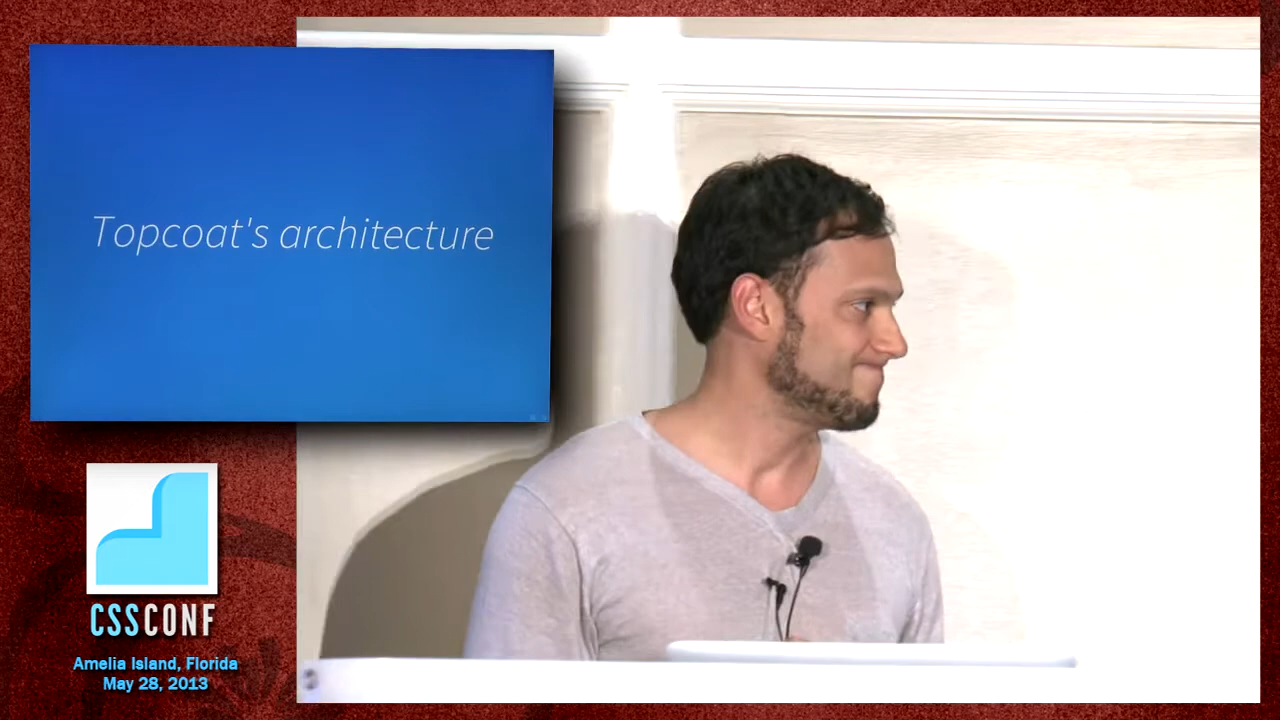 Topcoat's architecture
CSSCONF
Amelia Island, Florida
May 28, 2013